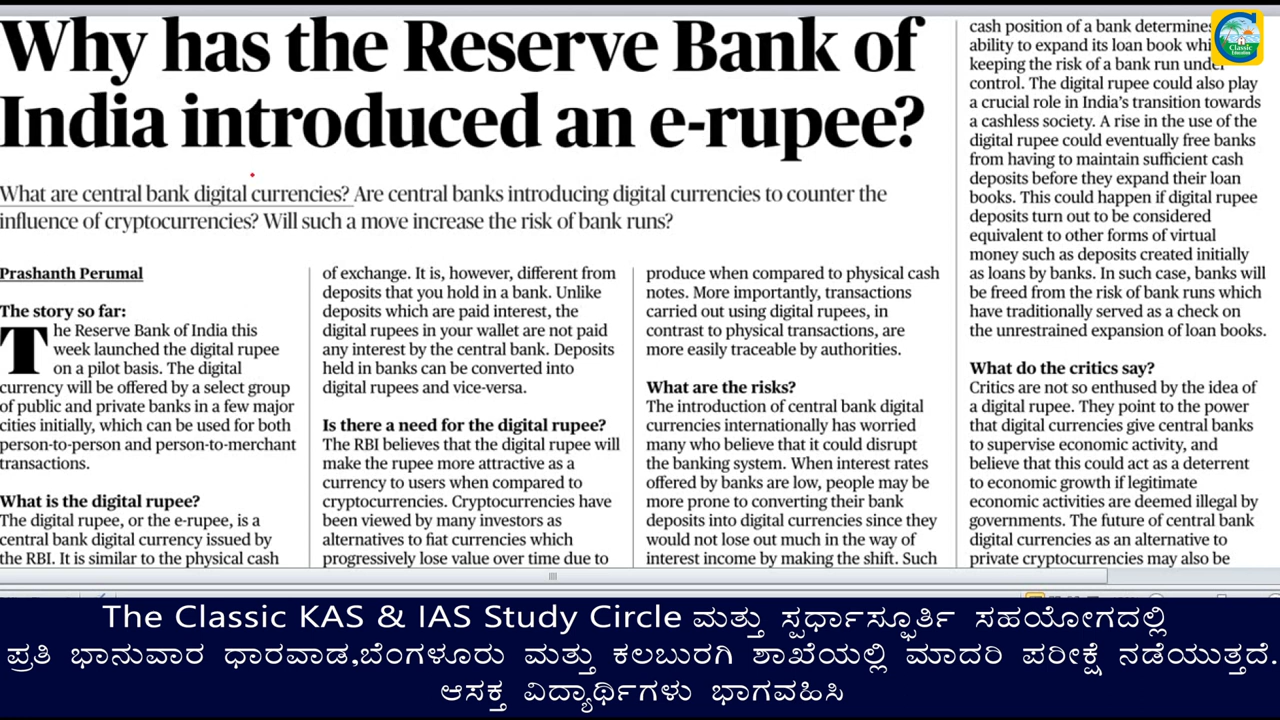 Why has the Reserve Bank of
India introduced an e-rupee?
What are central bank digital currencies? Are central banks introducing digital currencies to counter the
influence of cryptocurrencies? Will such a move increase the risk of bank runs?
Prashanth Perumal
The story so far:
The Reserve Bank of India this
week launched the digital rupee
on a pilot basis. The digital
currency will be offered by a select group
of public and private banks in a few major
cities initially, which can be used for both
person-to-person and person-to-merchant
transactions.
What is the digital rupee?
The digital rupee, or the e-rupee, is a
central bank digital currency issued by
the RBI. It is similar to the physical cash
of exchange. It is, however, different from
deposits that you hold in a bank. Unlike
deposits which are paid interest, the
digital rupees in your wallet are not paid
any interest by the central bank. Deposits
held in banks can be converted into
digital rupees and vice-versa.
Is there a need for the digital rupee?
The RBI believes that the digital rupee will
make the rupee more attractive as a
currency to users when compared to
cryptocurrencies. Cryptocurrencies have
been viewed by many investors as
alternatives to fiat currencies which
progressively lose value over time due to
produce when compared to physical cash
notes. More importantly, transactions
carried out using digital rupees, in
contrast to physical transactions, are
more easily traceable by authorities.
What are the risks?
The introduction of central bank digital
currencies internationally has worried
many who believe that it could disrupt
the banking system. When interest rates
offered by banks are low, people may be
more prone to converting their bank
deposits into digital currencies since they
would not lose out much in the way of
interest income by making the shift. Such
cash position of a bank determines
ability to expand its loan book
keeping the risk of a bank run under
control. The digital rupee could also play
a crucial role in India's transition towards
a cashless society. A rise in the use of the
digital rupee could eventually free banks
from having to maintain sufficient cash
deposits before they expand their loan
books. This could happen if digital rupee
deposits turn out to be considered
equivalent to other forms of virtual
money such as deposits created initially
as loans by banks. In such case, banks will
be freed from the risk of bank runs which
have traditionally served as a check on
the unrestrained expansion of loan books.
What do the critics say?
Critics are not so enthused by the idea of
a digital rupee. They point to the power
that digital currencies give central banks
to supervise economic activity, and
believe that this could act as a deterrent
to economic growth if legitimate
economic activities are deemed illegal by
governments. The future of central bank
digital currencies as an alternative to
private cryptocurrencies may also be
Classic
Education
The Classic KAS & IAS Study Circle ಮತ್ತು ಸ್ಪರ್ಧಾಸ್ಫೂರ್ತಿ ಸಹಯೋಗದಲ್ಲಿ
ಪ್ರತಿ ಭಾನುವಾರ ಧಾರವಾಡ,ಬೆಂಗಳೂರು ಮತ್ತು ಕಲಬುರಗಿ ಶಾಖೆಯಲ್ಲಿ ಮಾದರಿ ಪರೀಕ್ಷೆ ನಡೆಯುತ್ತದೆ.
ಆಸಕ್ತ ವಿದ್ಯಾರ್ಥಿಗಳು ಭಾಗವಹಿಸಿ